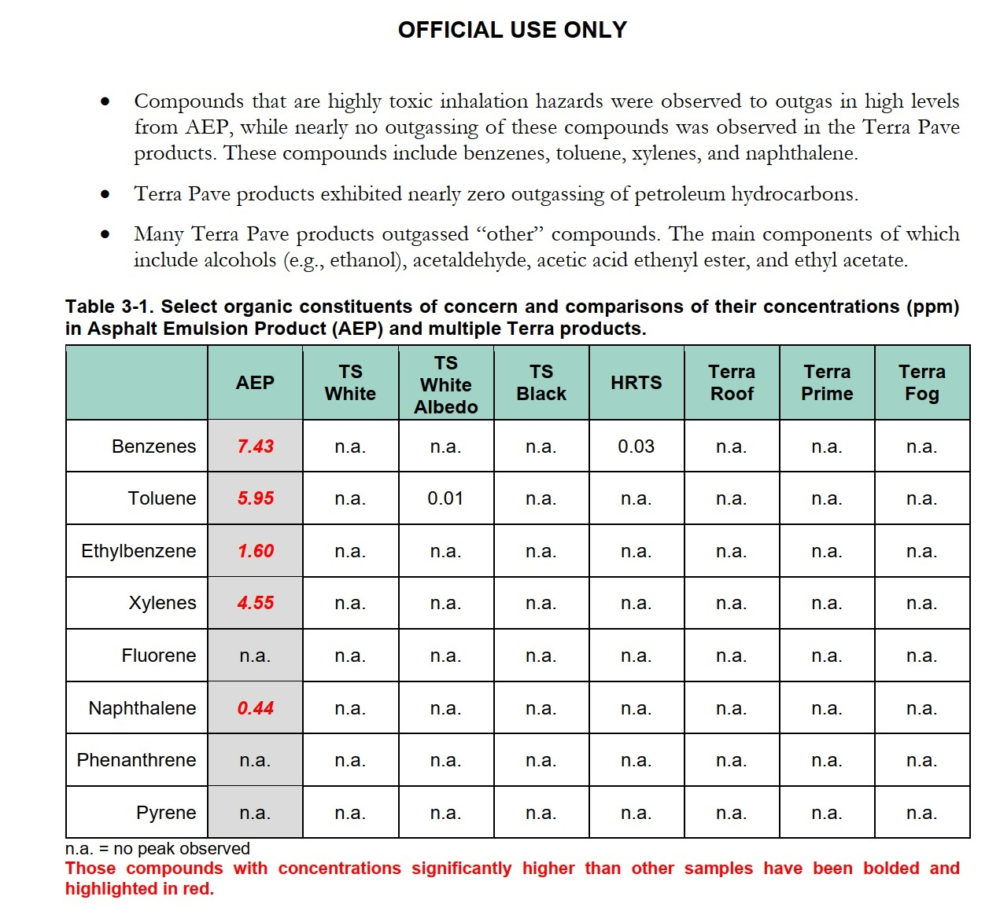 OFFICIAL USE ONLY
• Compounds that are highly toxic inhalation hazards were observed to outgas in high levels
from AEP, while nearly no outgassing of these compounds was observed in the Terra Pave
products. These compounds include benzenes, toluene, xylenes, and naphthalene.
• Terra Pave products exhibited nearly zero outgassing of petroleum hydrocarbons.
• Many Terra Pave products outgassed “other” compounds. The main components of which
include alcohols (e.g., ethanol), acetaldehyde, acetic acid ethenyl ester, and ethyl acetate.
Table 3-1. Select organic constituents of concern and comparisons of their concentrations (ppm)
in Asphalt Emulsion Product (AEP) and multiple Terra products.
AEP TS White TS White Albedo TS Black HRTS Terra Roof Terra Prime Terra Fog
Benzenes 7.43 n.a. n.a. n.a. 0.03 n.a. n.a. n.a.
Toluene 5.95 n.a. 0.01 n.a. n.a. n.a. n.a. n.a.
Ethylbenzene 1.60 n.a. n.a. n.a. n.a. n.a. n.a. n.a.
Xylenes 4.55 n.a. n.a. n.a. n.a. n.a. n.a. n.a.
Fluorene n.a. n.a. n.a. n.a. n.a. n.a. n.a. n.a.
Naphthalene 0.44 n.a. n.a. n.a. n.a. n.a. n.a. n.a.
Phenanthrene n.a. n.a. n.a. n.a. n.a. n.a. n.a. n.a.
Pyrene n.a. n.a. n.a. n.a. n.a. n.a. n.a. n.a.
n.a. = no peak observed
Those compounds with concentrations significantly higher than other samples have been bolded and
highlighted in red.